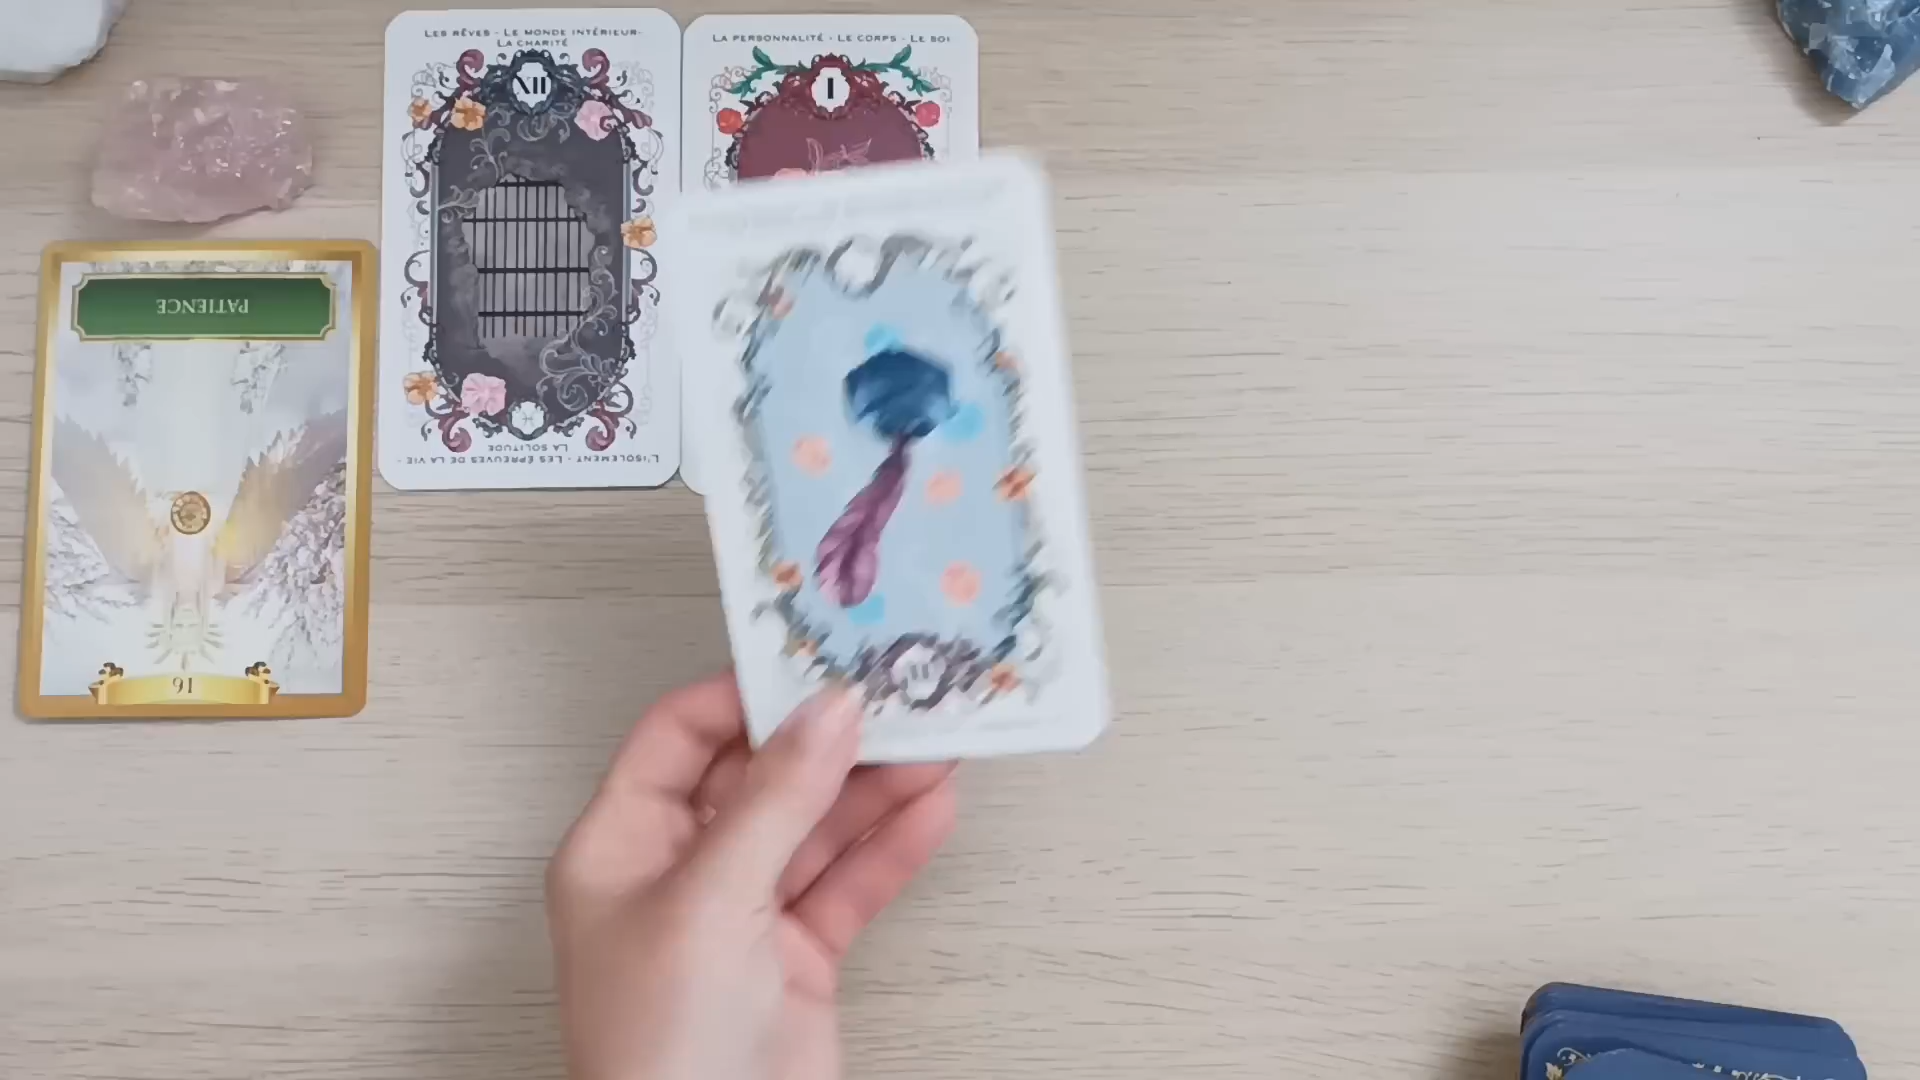 LES RÊVES - LE MONDE INTÉRIEUR-
LA CHARITÉ
XII
LA SOLITUDE
L'ISOLEMENT - LES ÉPREUVES DE LA VIE -
LA PERSONNALITÉ - LE CORPS - LE SOI
I
PATIENCE
16